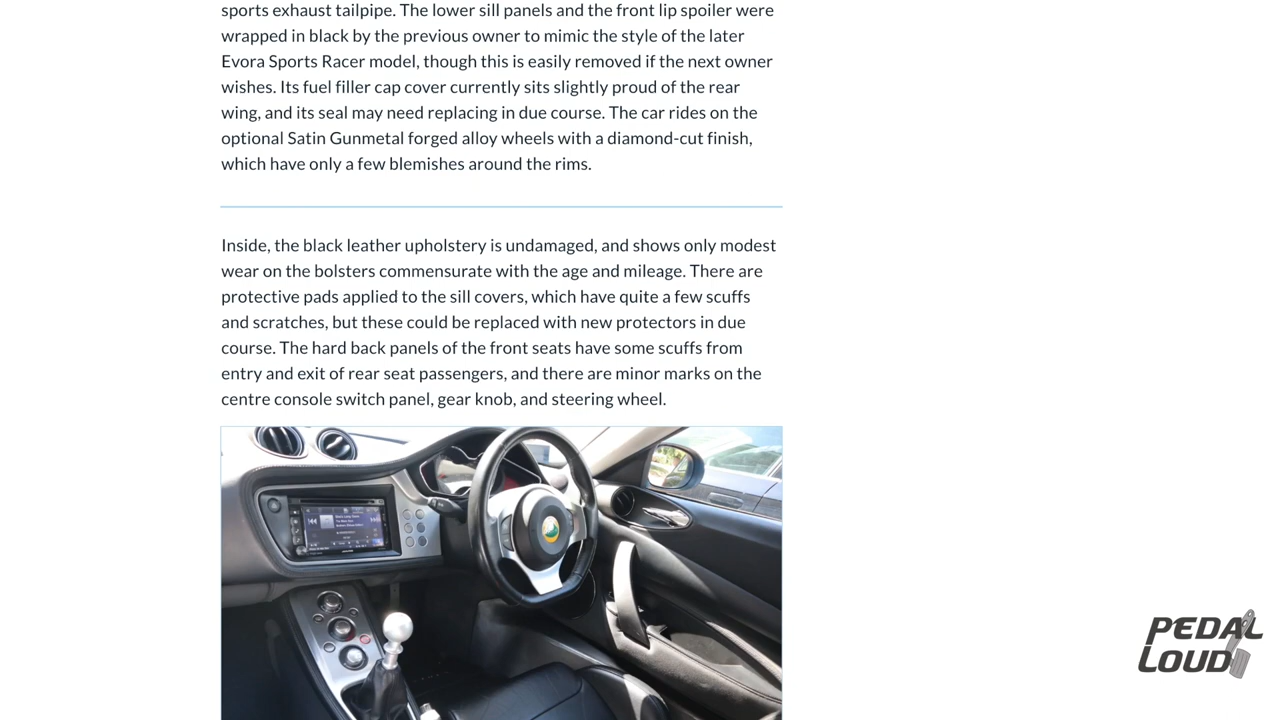 sports exhaust tailpipe. The lower sill panels and the front lip spoiler were
wrapped in black by the previous owner to mimic the style of the later
Evora Sports Racer model, though this is easily removed if the next owner
wishes. Its fuel filler cap cover currently sits slightly proud of the rear
wing, and its seal may need replacing in due course. The car rides on the
optional Satin Gunmetal forged alloy wheels with a diamond-cut finish,
which have only a few blemishes around the rims.
Inside, the black leather upholstery is undamaged, and shows only modest
wear on the bolsters commensurate with the age and mileage. There are
protective pads applied to the sill covers, which have quite a few scuffs
and scratches, but these could be replaced with new protectors in due
course. The hard back panels of the front seats have some scuffs from
entry and exit of rear seat passengers, and there are minor marks on the
centre console switch panel, gear knob, and steering wheel.
PEDAL
LOUD